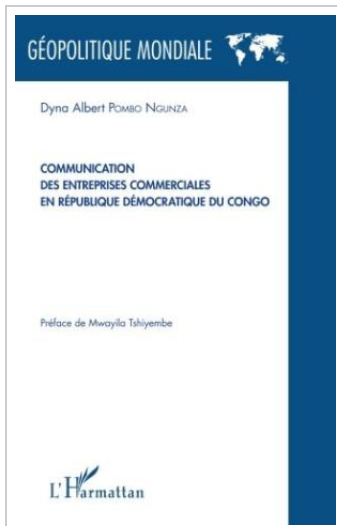 GÉOPOLITIQUE MONDIALE
Dyna Albert POMBO NGUNZA
COMMUNICATION
DES ENTREPRISES COMMERCIALES
EN RÉPUBLIQUE DÉMOCRATIQUE DU CONGO
Préface de Mwayila Tshiyembe
L'Harmattan